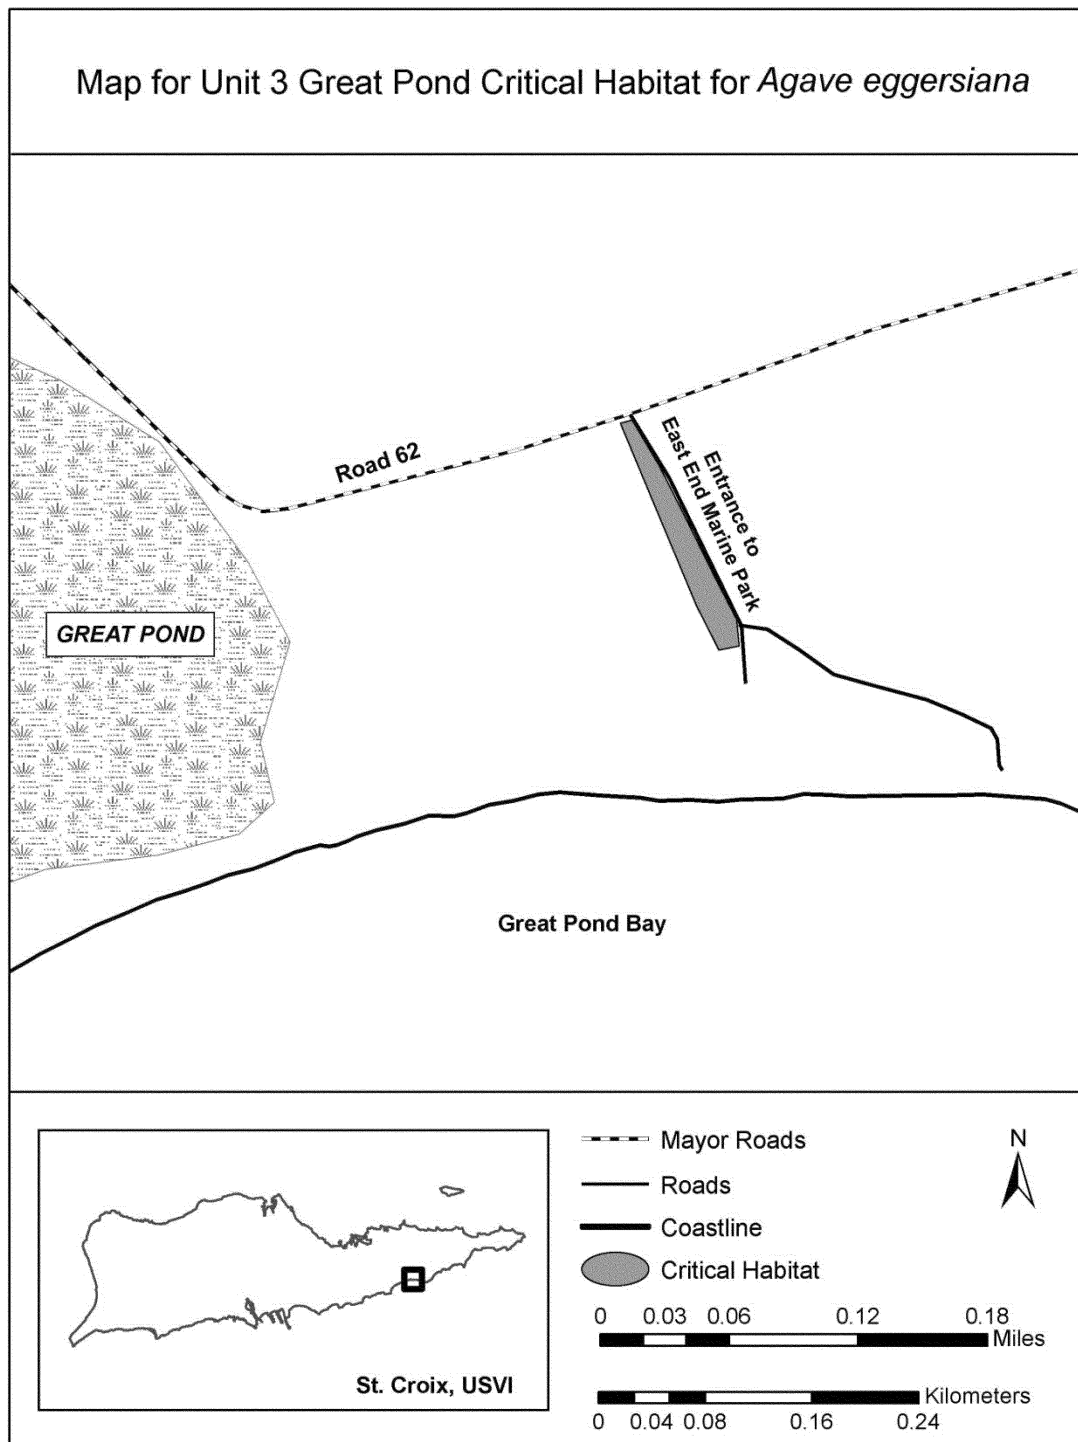 Map for Unit 3 Great Pond Critical Habitat for Agave eggersiana
Road 62
Entrance to
East End Marine Park
GREAT POND
Great Pond Bay
St. Croix, USVI
Mayor Roads
Roads
Coastline
Critical Habitat
N
0 0.03 0.06 0.12 0.18
Miles
Kilometers
0 0.04 0.08 0.16 0.24